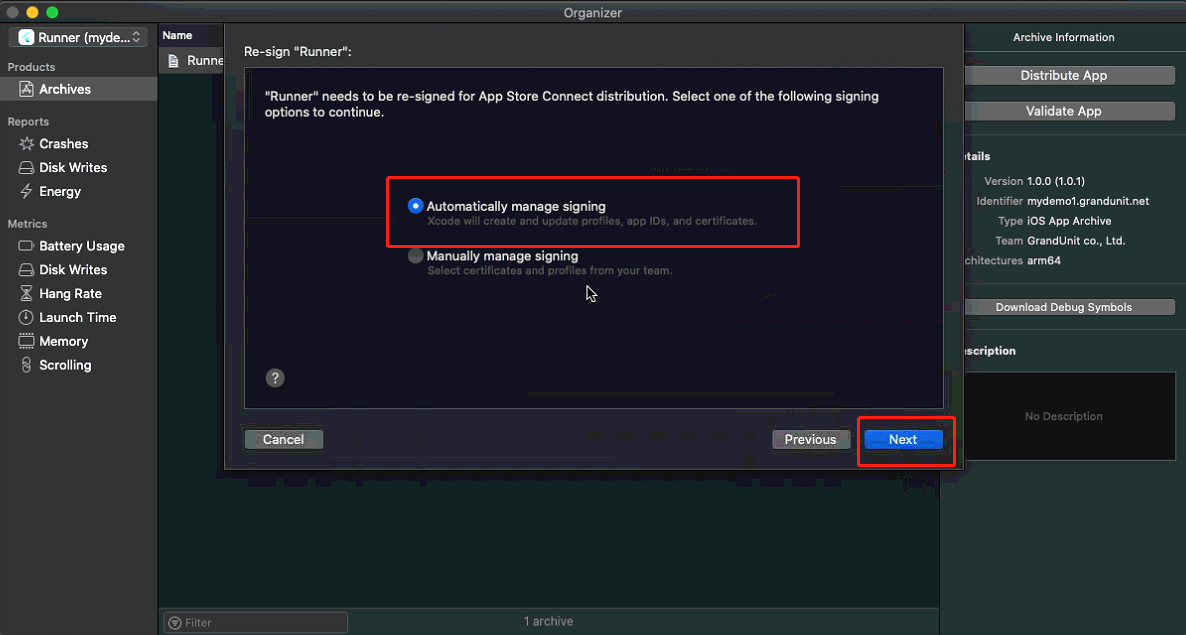 Organizer
Runner (myde...
Products
Archives
Reports
Crashes
Disk Writes
Energy
Metrics
Battery Usage
Disk Writes
Hang Rate
Launch Time
Memory
Scrolling
Name
Runne
Re-sign "Runner":
"Runner" needs to be re-signed for App Store Connect distribution. Select one of the following signing
options to continue.
Automatically manage signing
Xcode will create and update profiles, app IDs, and certificates.
Manually manage signing
Select certificates and profiles from your team.
?
Cancel
Previous
Next
Filter
1 archive
Archive Information
Distribute App
Validate App
etails
Version 1.0.0 (1.0.1)
Identifier mydemo1.grandunit.net
Type iOS App Archive
Team GrandUnit co., Ltd.
chitectures arm64
Download Debug Symbols
escription
No Description